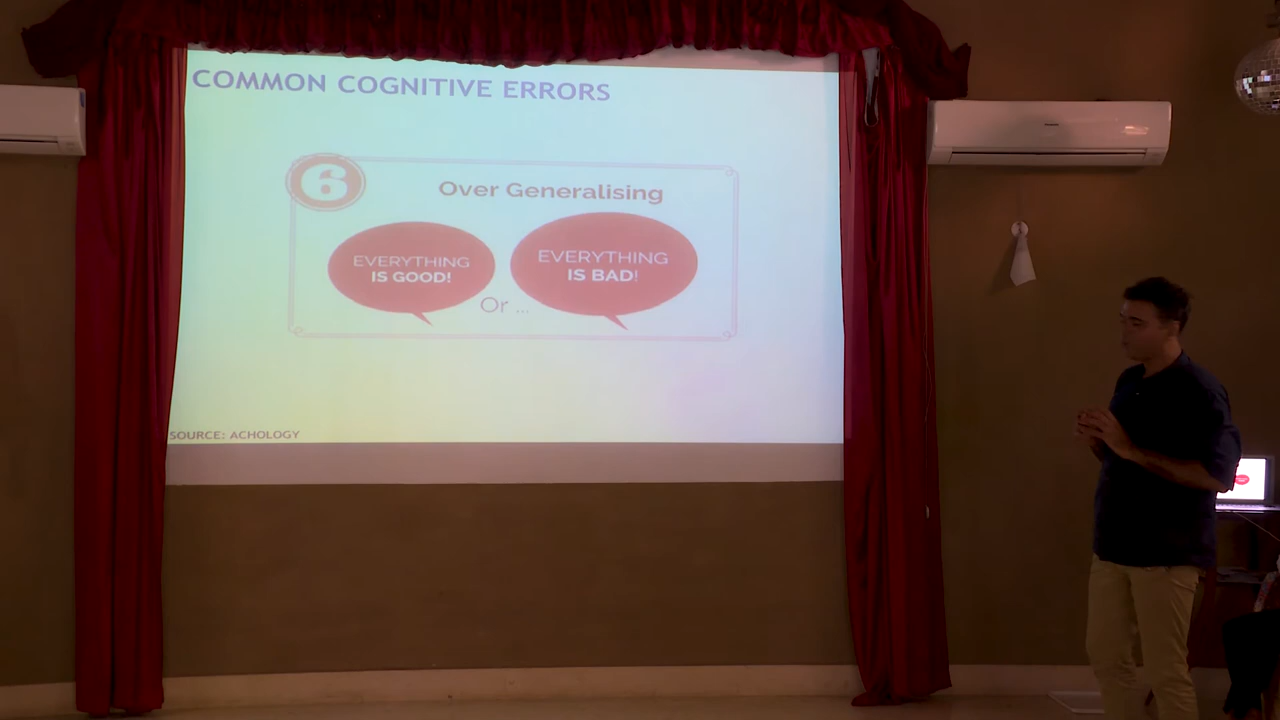 COMMON COGNITIVE ERRORS
6
Over Generalising
EVERYTHING
IS GOOD!
Or ...
EVERYTHING
IS BAD!
SOURCE: ACHOLOGY